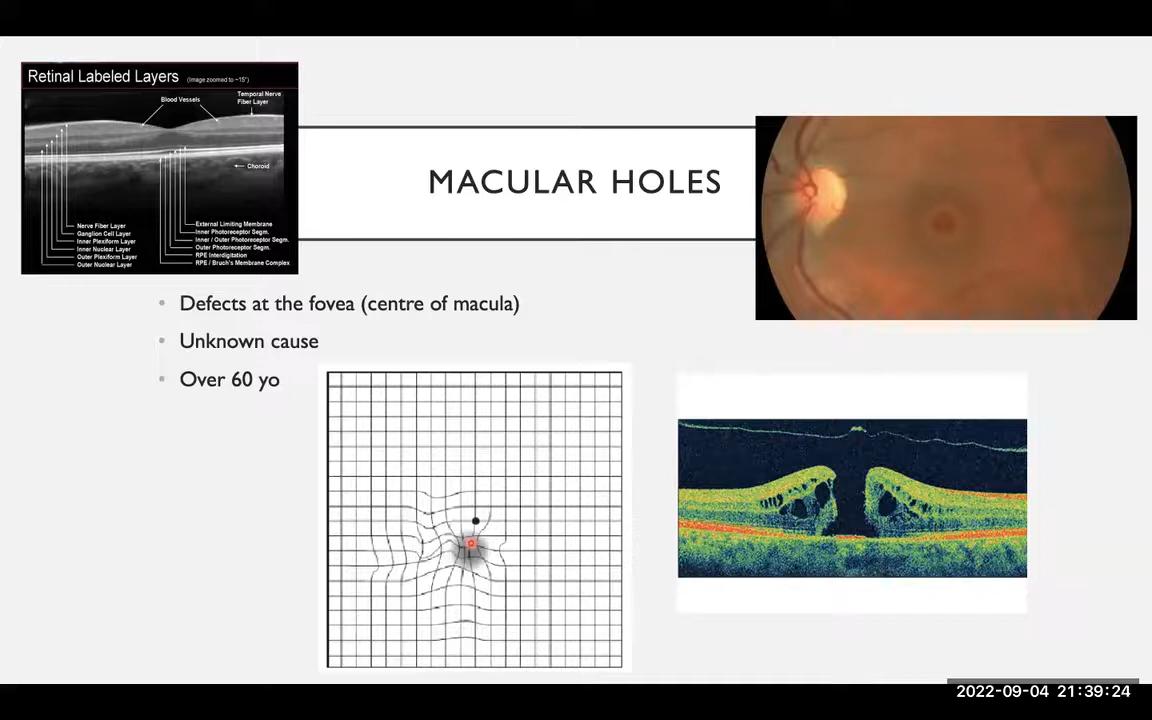 Retinal Labeled Layers (Image zoomed to ~15°)
Blood Vessels
Temporal Nerve
Fiber Layer
Choroid
Nerve Fiber Layer
Ganglion Cell Layer
Inner Plexiform Layer
Inner Nuclear Layer
Outer Plexiform Layer
Outer Nuclear Layer
External Limiting Membrane
Inner Photoreceptor Segm.
Inner / Outer Photoreceptor Segm.
Outer Photoreceptor Segm.
RPE Interdigitation
RPE / Bruch's Membrane Complex
MACULAR HOLES
• Defects at the fovea (centre of macula)
• Unknown cause
• Over 60 yo
2022-09-04 21:39:24